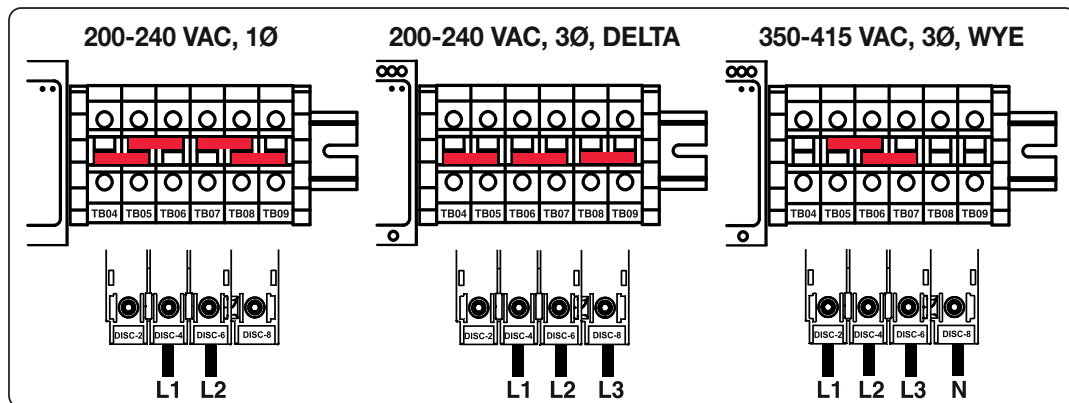 200-240 VAC, 1Ø
TB04 TB05 TB06 TB07 TB08 TB09
DISC-2 DISC-4 DISC-6 DISC-8
L1 L2
200-240 VAC, 3Ø, DELTA
TB04 TB05 TB06 TB07 TB08 TB09
DISC-2 DISC-4 DISC-6 DISC-8
L1 L2 L3
350-415 VAC, 3Ø, WYE
TB04 TB05 TB06 TB07 TB08 TB09
DISC-2 DISC-4 DISC-6 DISC-8
L1 L2 L3 N